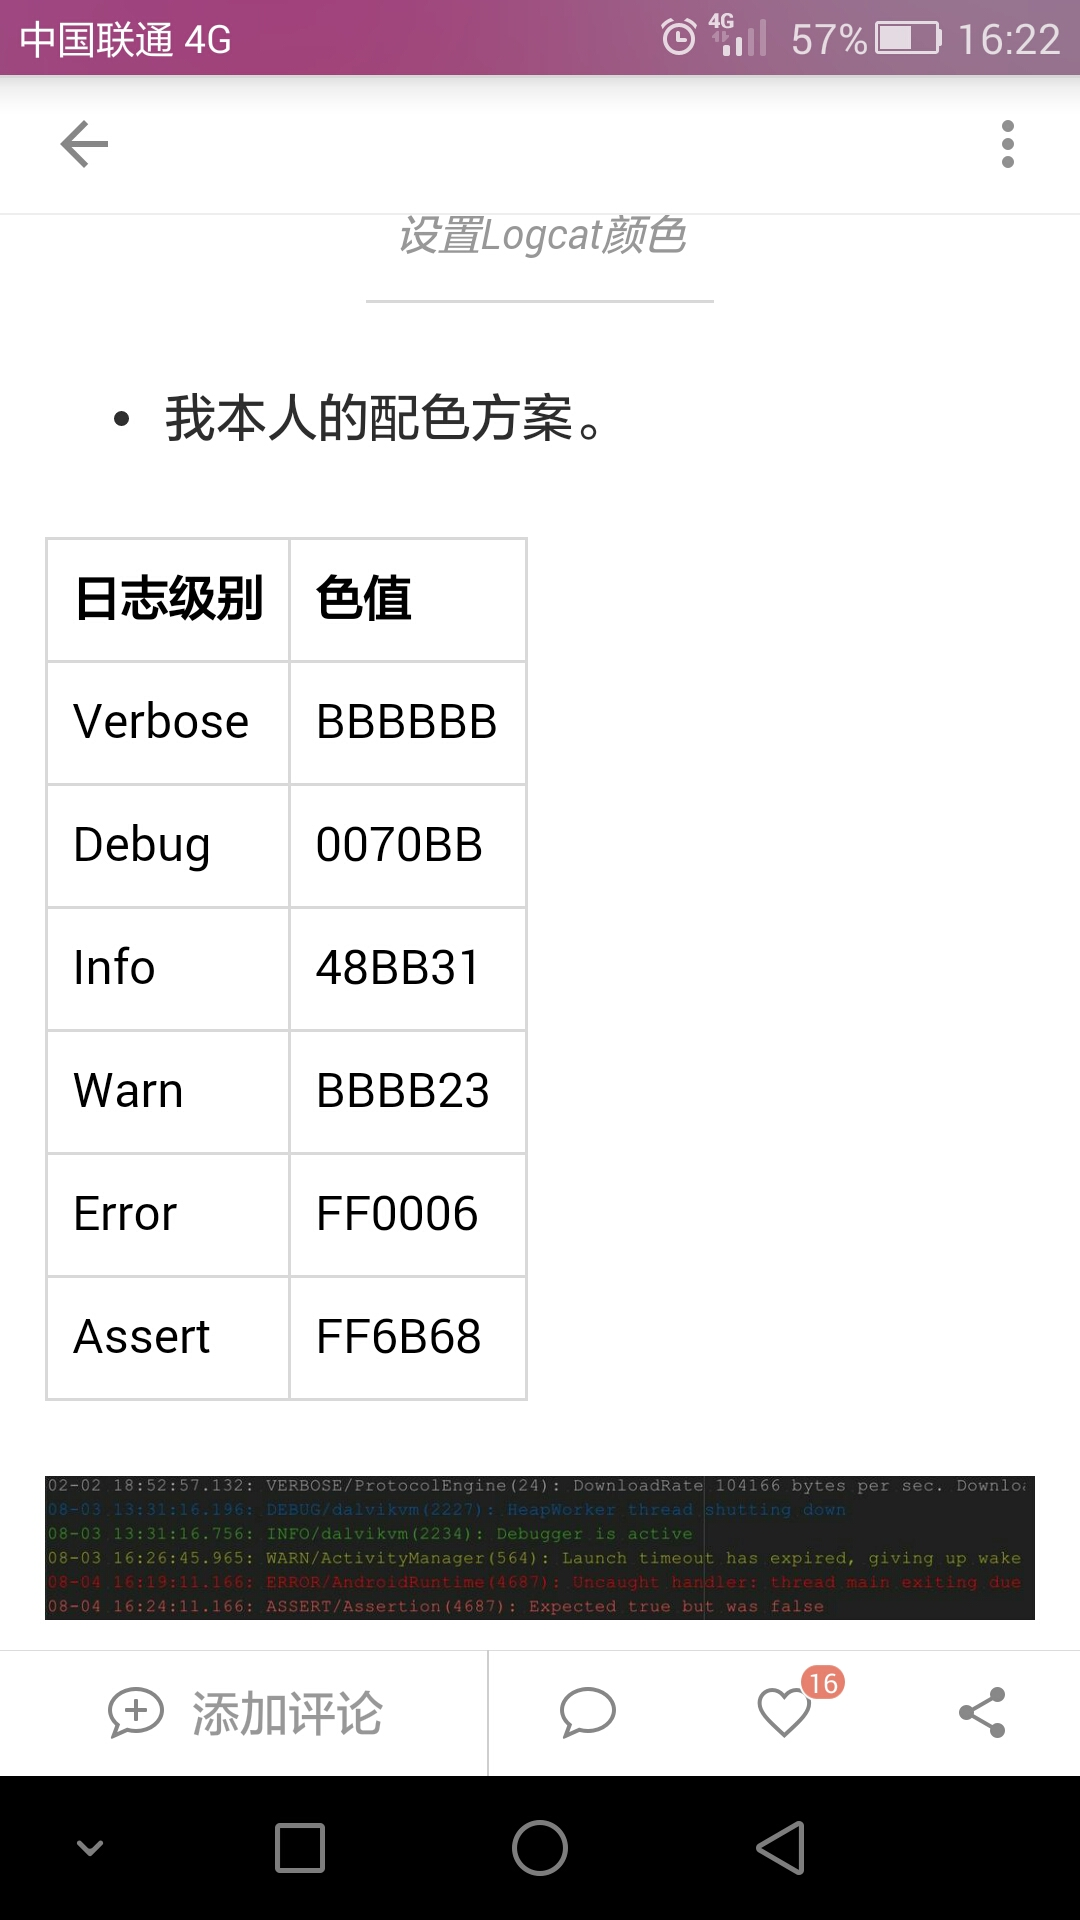 中国联通 4G 4G 57% 16:22
设置Logcat颜色
• 我本人的配色方案。
日志级别 色值
Verbose BBBBBB
Debug 0070BB
Info 48BB31
Warn BBBB23
Error FF0006
Assert FF6B68
02-02 18:52:57.132: VERBOSE/ProtocolEngine(24): DownloadRate 104166 bytes per sec. Downloa
08-03 13:31:16.196: DEBUG/dalvikvm(2227): HeapWorker thread shutting down
08-03 13:31:16.756: INFO/dalvikvm(2234): Debugger is active
08-03 16:26:45.965: WARN/ActivityManager(564): Launch timeout has expired, giving up wake
08-04 16:19:11.166: ERROR/AndroidRuntime(4687): Uncaught handler: thread main exiting due
08-04 16:24:11.166: ASSERT/Assertion(4687): Expected true but was false
添加评论 16